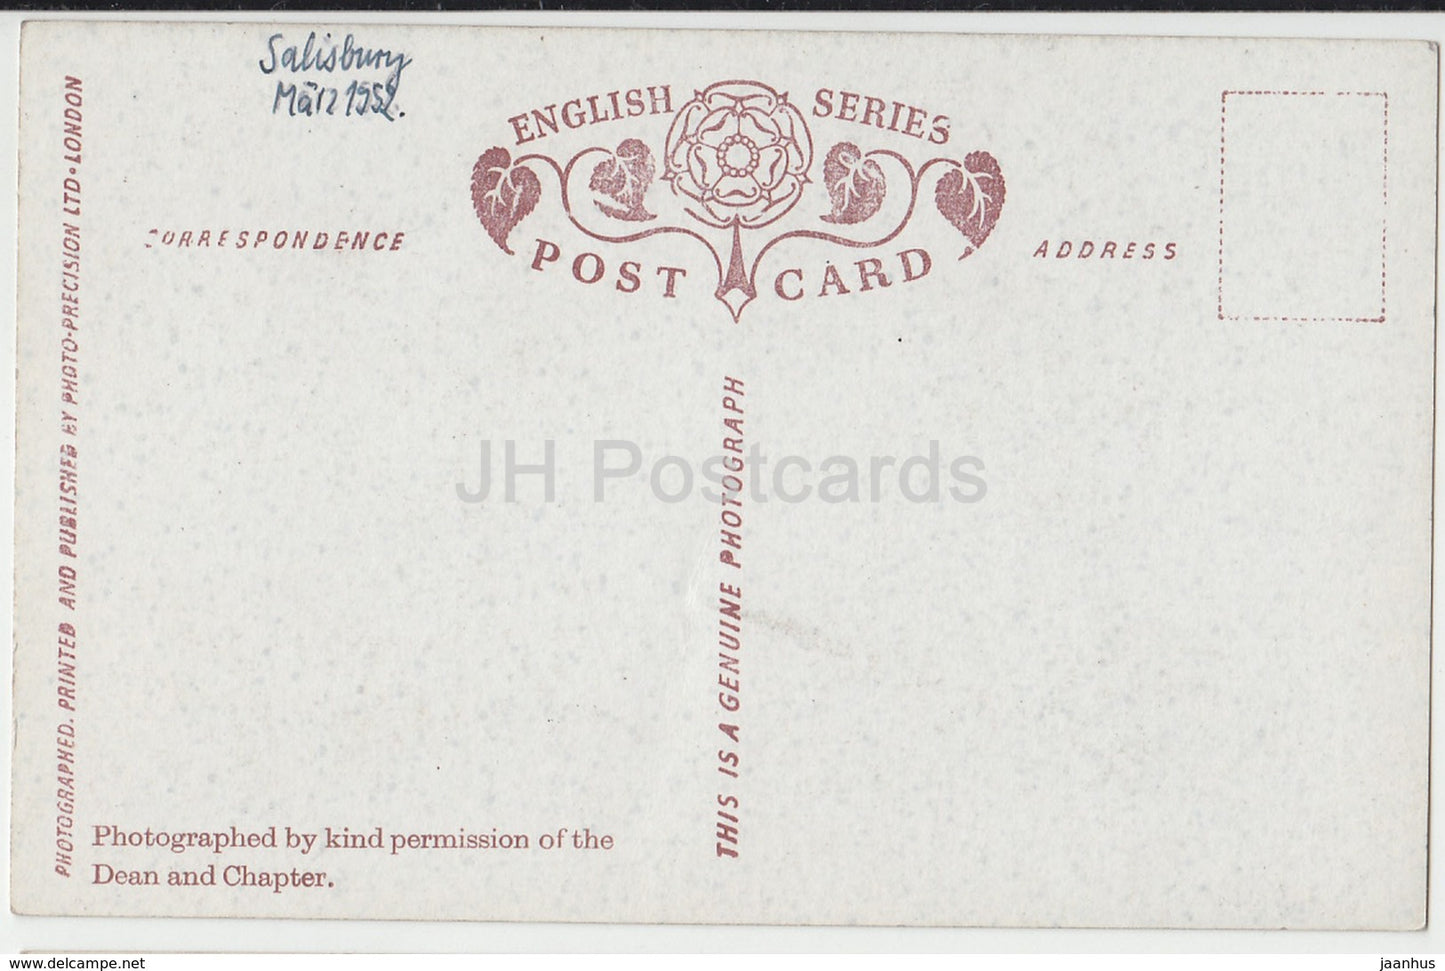 Salisbury
März 1952.
ENGLISH SERIES
POST CARD
CORRESPONDENCE
ADDRESS
PHOTOGRAPHED. PRINTED AND PUBLISHED BY PHOTO-PRECISION LTD • LONDON
THIS IS A GENUINE PHOTOGRAPH
JH Postcards
Photographed by kind permission of the
Dean and Chapter.
www.delcampe.net
jaanhus